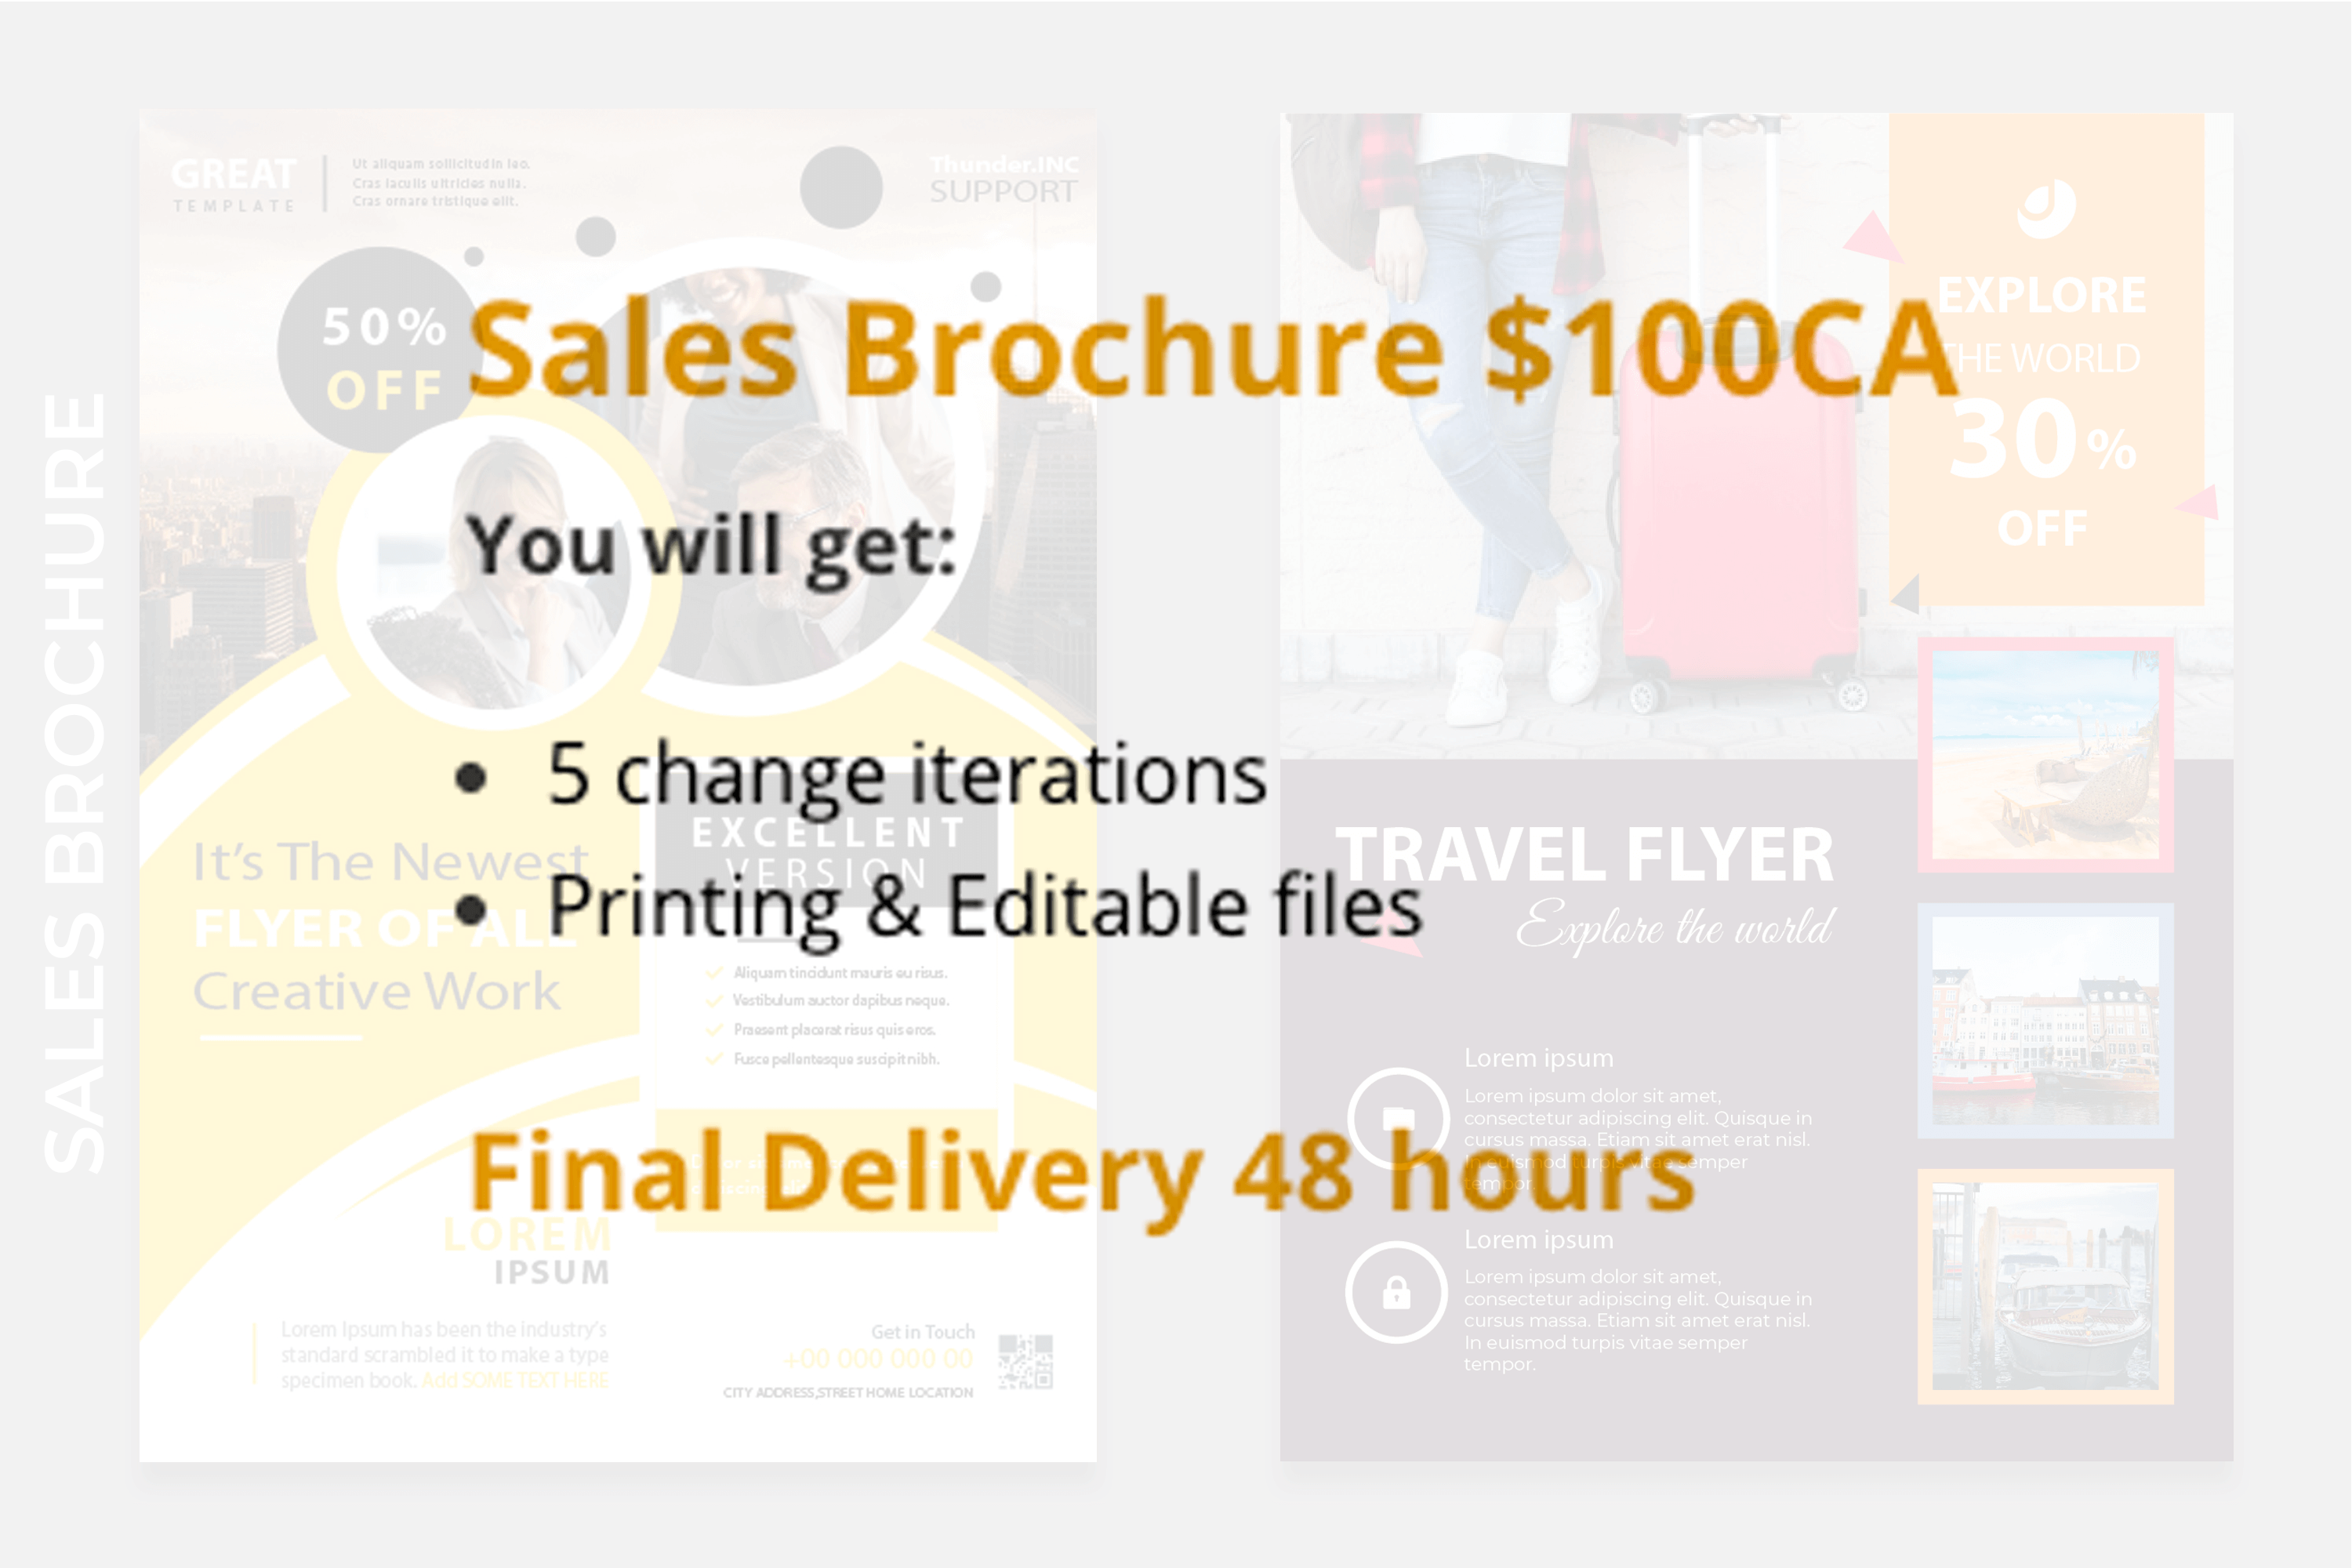 SALES BROCHURE
Sales Brochure $100CA
You will get:
• 5 change iterations
• Printing & Editable files
Final Delivery 48 hours
GREAT
TEMPLATE
Ut aliquam sollicitudin leo.
Cras iaculis ultricies nulla.
Cras ornare tristique elit.
Thunder.INC
SUPPORT
50%
OFF
It's The Newest
FLYER OF ALL
Creative Work
EXCELLENT
VERSION
Aliquam tincidunt mauris eu risus.
Vestibulum auctor dapibus neque.
Praesent placerat risus quis eros.
Fusce pellentesque suscipit nibh.
LOREM
IPSUM
Lorem Ipsum has been the industry's
standard scrambled it to make a type
specimen book. Add SOME TEXT HERE
Get in Touch
+00 000 000 00
CITY ADDRESS,STREET HOME LOCATION
EXPLORE
THE WORLD
30%
OFF
TRAVEL FLYER
Explore the world
Lorem ipsum
Lorem ipsum dolor sit amet,
consectetur adipiscing elit. Quisque in
cursus massa. Etiam sit amet erat nisl.
In euismod turpis vitae semper
tempor.
Lorem ipsum
Lorem ipsum dolor sit amet,
consectetur adipiscing elit. Quisque in
cursus massa. Etiam sit amet erat nisl.
In euismod turpis vitae semper
tempor.